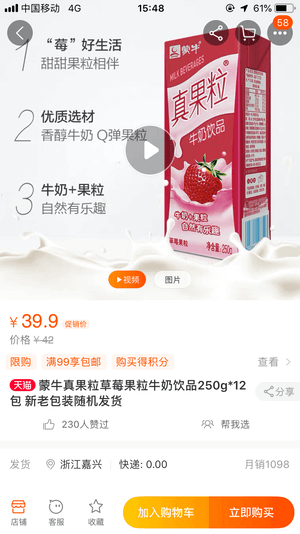 中国移动 4G 15:48 61%
58
1 “莓”好生活
甜甜果粒相伴
2 优质选材
香醇牛奶 Q弹果粒
3 牛奶+果粒
自然有乐趣
蒙牛
MILK BEVERAGES
真果粒
牛奶饮品
牛奶+果粒
自然有乐趣
草莓果粒 净含量:250g
视频 图片
¥39.9 促销价
价格 ¥42
限购 满99享包邮 购买得积分 查看
天猫 蒙牛真果粒草莓果粒牛奶饮品250g*12
包 新老包装随机发货
分享
230人赞过 帮我选
发货 浙江嘉兴 快递: 0.00 月销1098
店铺 客服 收藏 加入购物车 立即购买